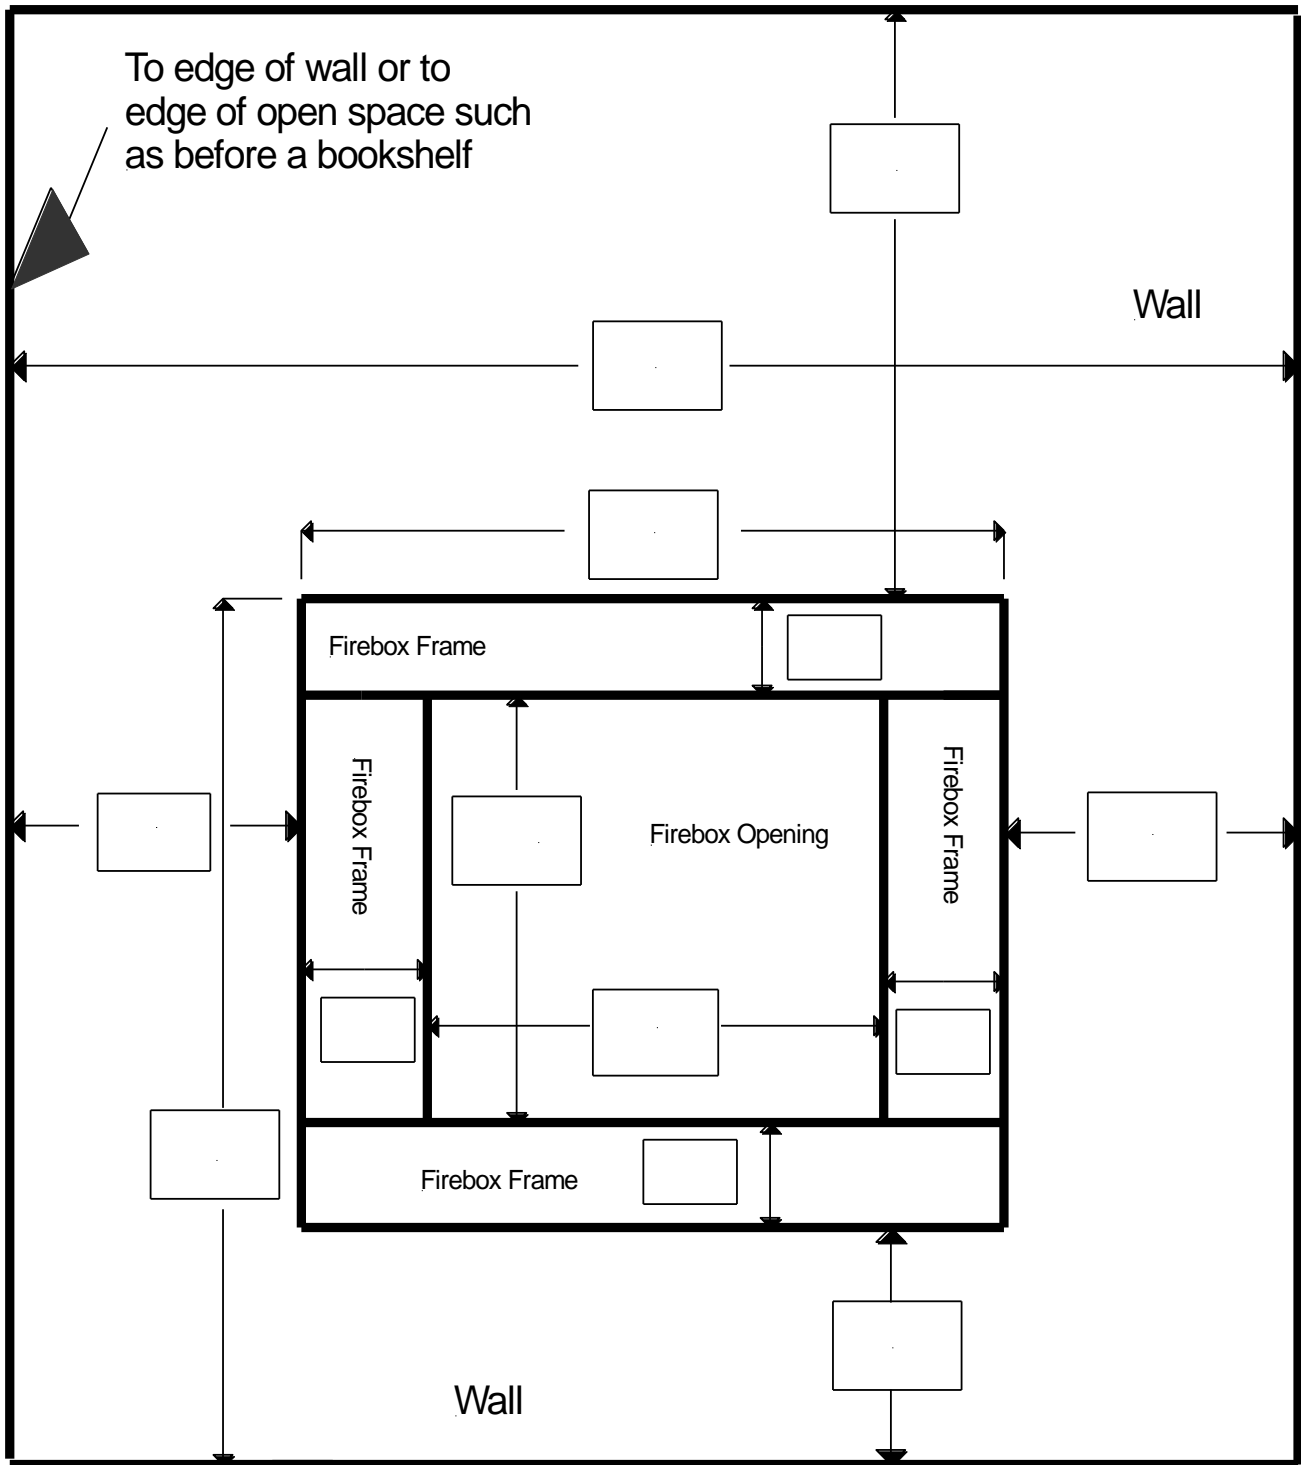 To edge of wall or to
edge of open space such
as before a bookshelf
Wall
Firebox Frame
Firebox Frame
Firebox Opening
Firebox Frame
Firebox Frame
Wall